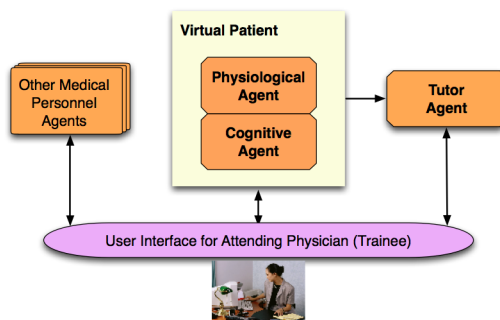 Virtual Patient
Other Medical
Personnel
Agents
Physiological
Agent
Cognitive
Agent
Tutor
Agent
User Interface for Attending Physician (Trainee)